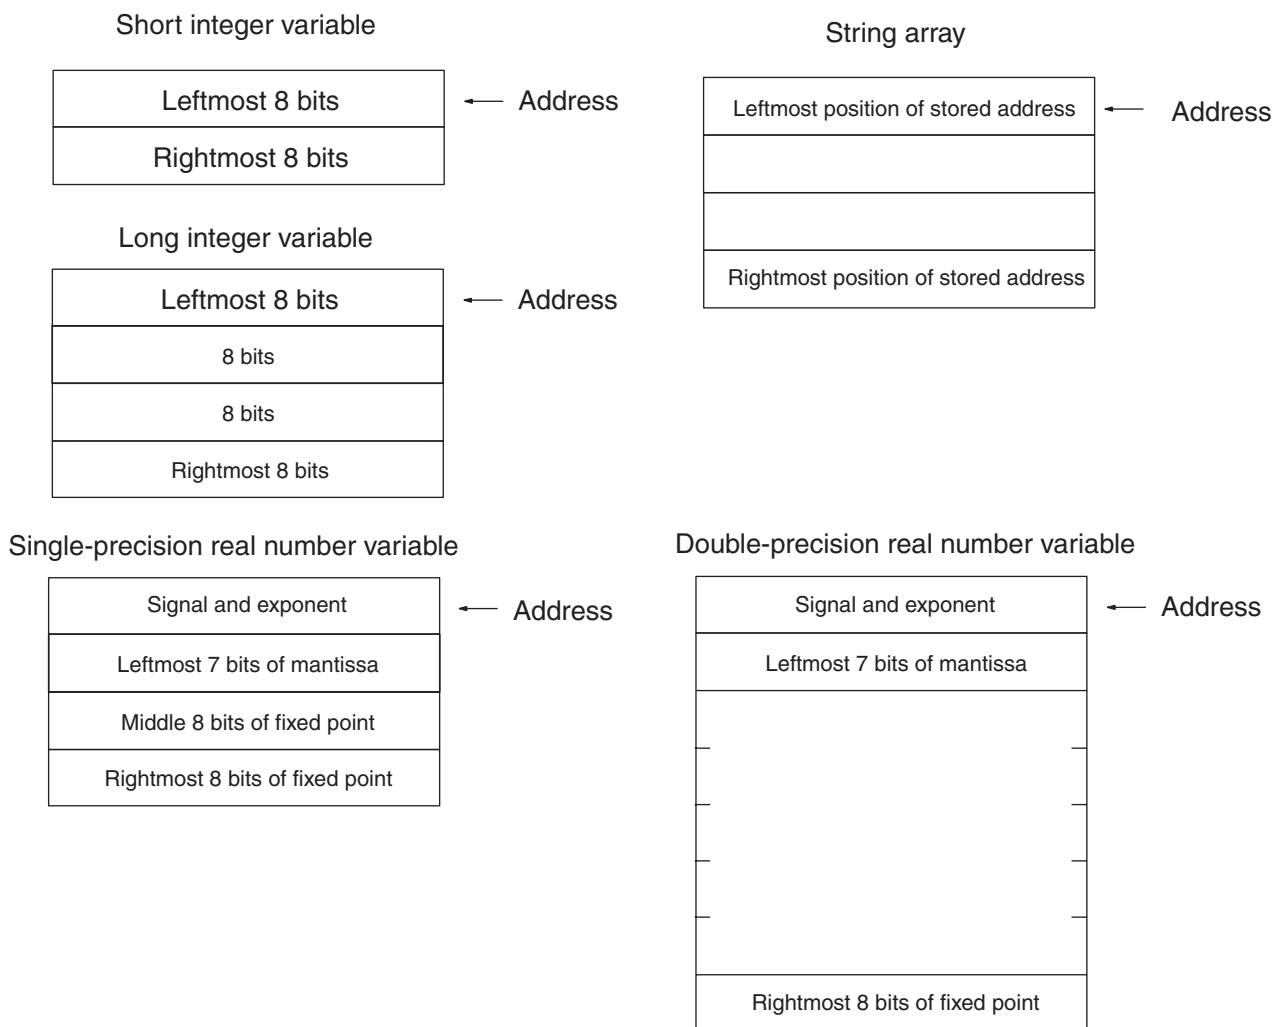 Short integer variable
Leftmost 8 bits
Address
Rightmost 8 bits
String array
Leftmost position of stored address
Address
Rightmost position of stored address
Long integer variable
Leftmost 8 bits
Address
8 bits
8 bits
Rightmost 8 bits
Single-precision real number variable
Signal and exponent
Address
Leftmost 7 bits of mantissa
Middle 8 bits of fixed point
Rightmost 8 bits of fixed point
Double-precision real number variable
Signal and exponent
Address
Leftmost 7 bits of mantissa
Rightmost 8 bits of fixed point